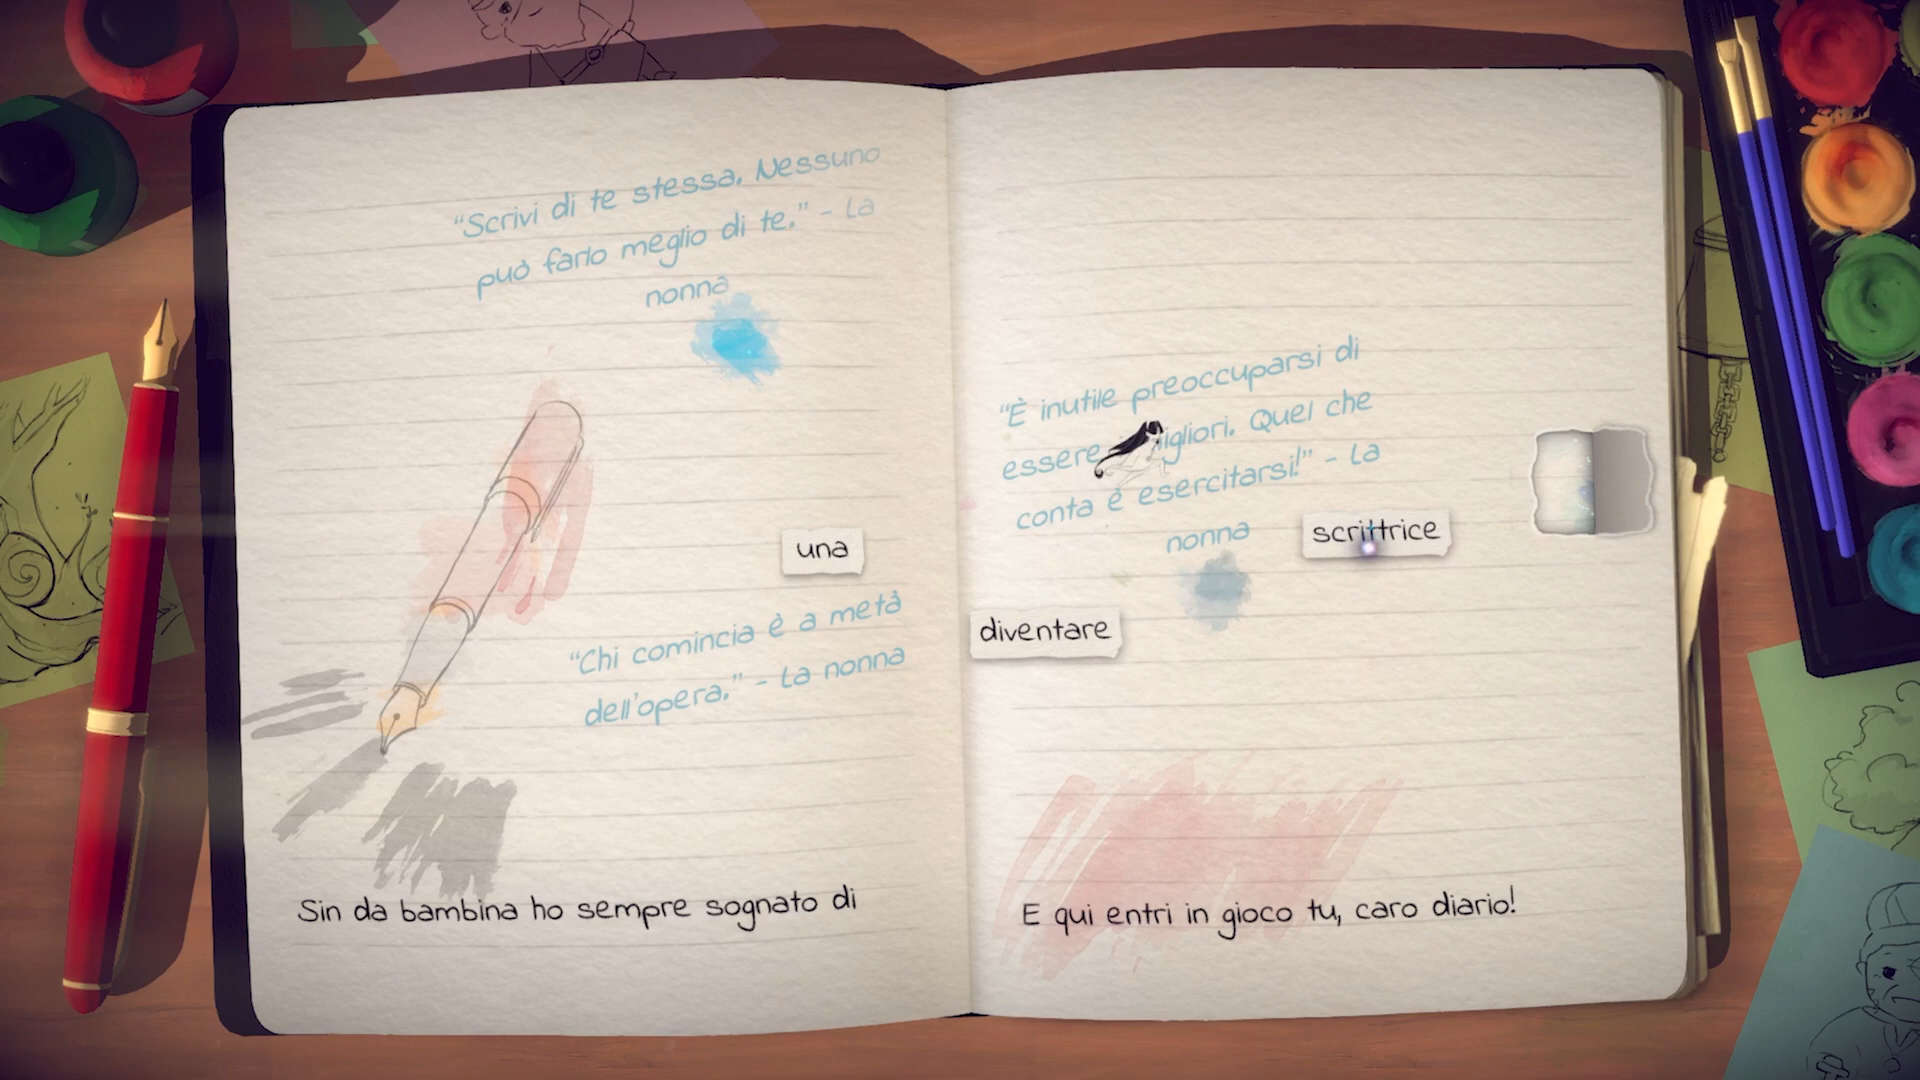 “Scrivi di te stessa. Nessuno
può farlo meglio di te.” - La
nonna
una
“Chi comincia è a metà
dell'opera.” - La nonna
Sin da bambina ho sempre sognato di
“È inutile preoccuparsi di
essere igliori. Quel che
conta è esercitarsi!” - La
nonna
scrittrice
diventare
E qui entri in gioco tu, caro diario!